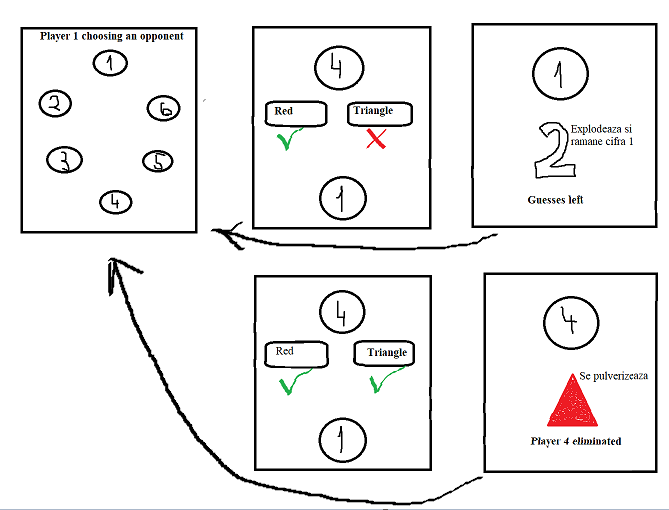 Player 1 choosing an opponent
1
2
6
3
5
4
4
Red
Triangle
1
1
2
Explodeaza si
ramane cifra 1
Guesses left
4
Red
Triangle
1
4
Se pulverizeaza
Player 4 eliminated